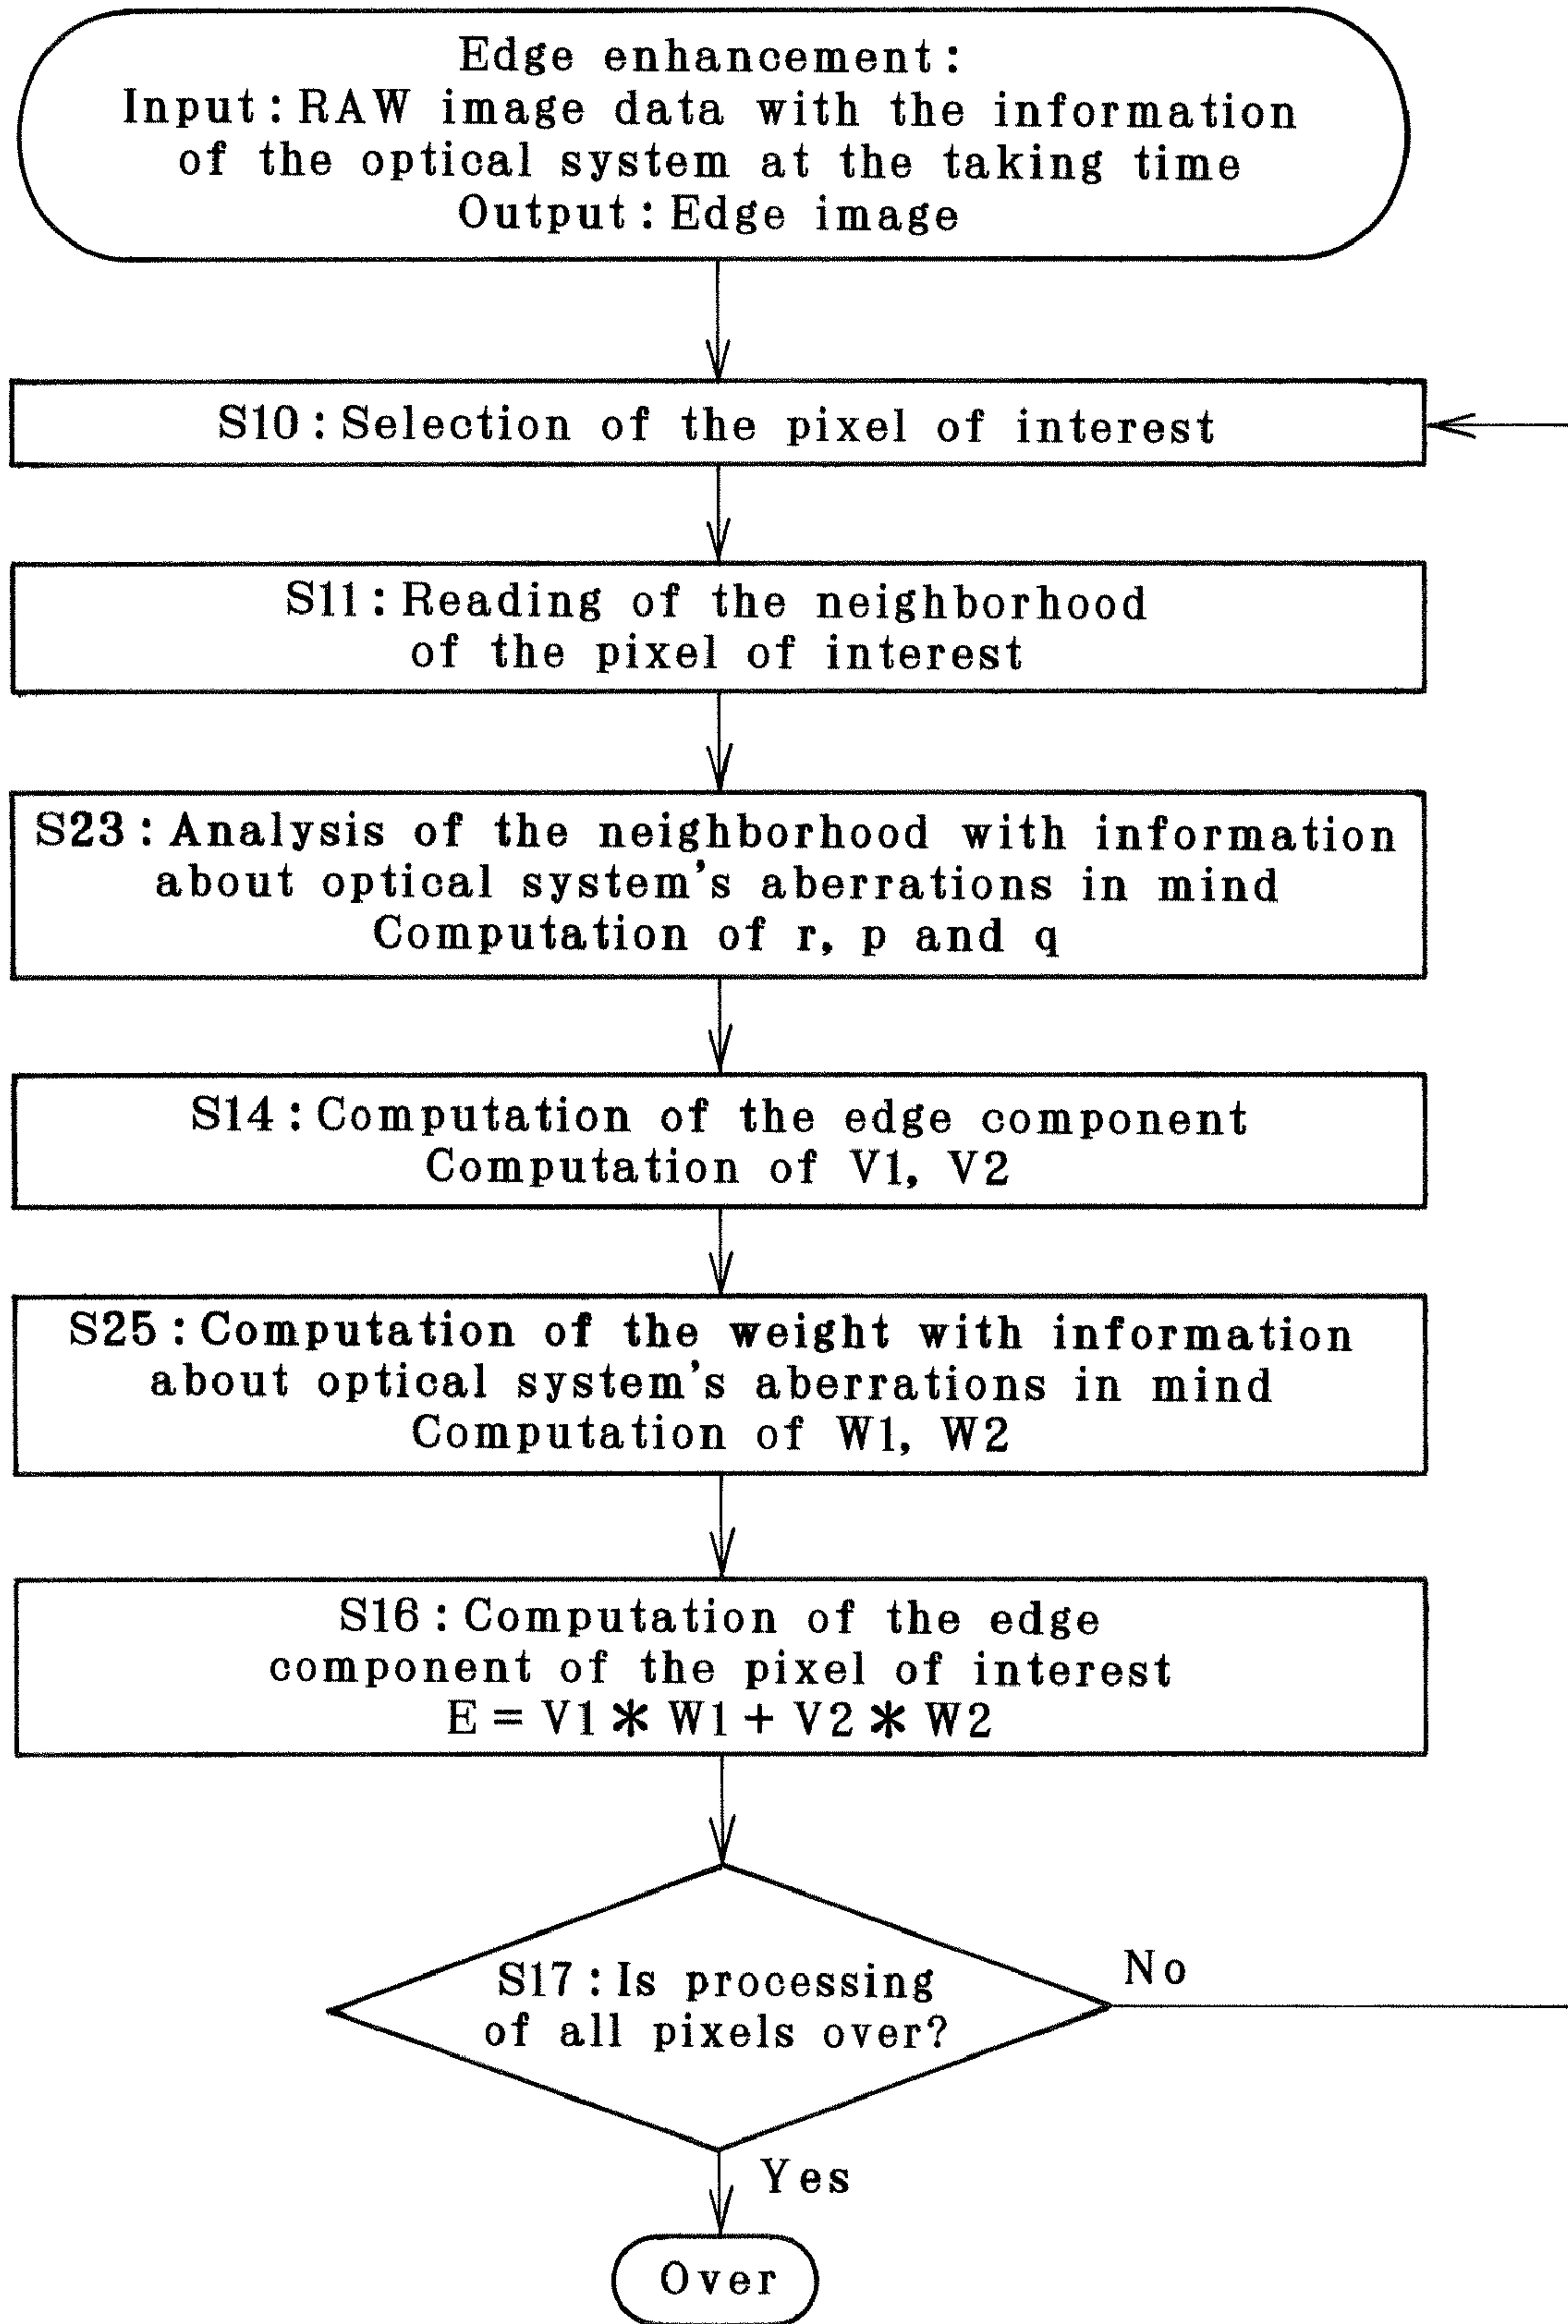 Edge enhancement:
Input: RAW image data with the information
of the optical system at the taking time
Output: Edge image
S10: Selection of the pixel of interest
S11: Reading of the neighborhood
of the pixel of interest
S23: Analysis of the neighborhood with information
about optical system's aberrations in mind
Computation of r, p and q
S14: Computation of the edge component
Computation of V1, V2
S25: Computation of the weight with information
about optical system's aberrations in mind
Computation of W1, W2
S16: Computation of the edge
component of the pixel of interest
E = V1 * W1 + V2 * W2
S17: Is processing
of all pixels over?
No
Yes
Over